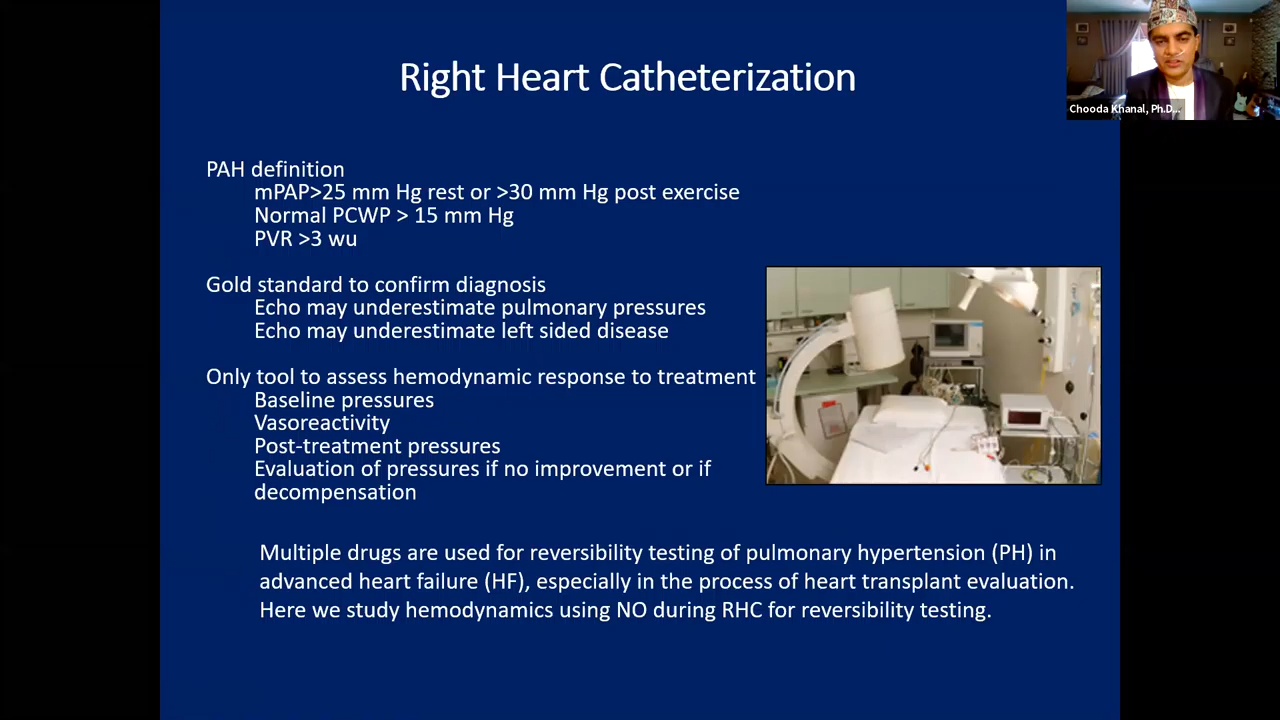 Right Heart Catheterization
Chooda Khanal, Ph.D...
PAH definition
mPAP>25 mm Hg rest or >30 mm Hg post exercise
Normal PCWP > 15 mm Hg
PVR >3 wu
Gold standard to confirm diagnosis
Echo may underestimate pulmonary pressures
Echo may underestimate left sided disease
Only tool to assess hemodynamic response to treatment
Baseline pressures
Vasoreactivity
Post-treatment pressures
Evaluation of pressures if no improvement or if
decompensation
Multiple drugs are used for reversibility testing of pulmonary hypertension (PH) in
advanced heart failure (HF), especially in the process of heart transplant evaluation.
Here we study hemodynamics using NO during RHC for reversibility testing.